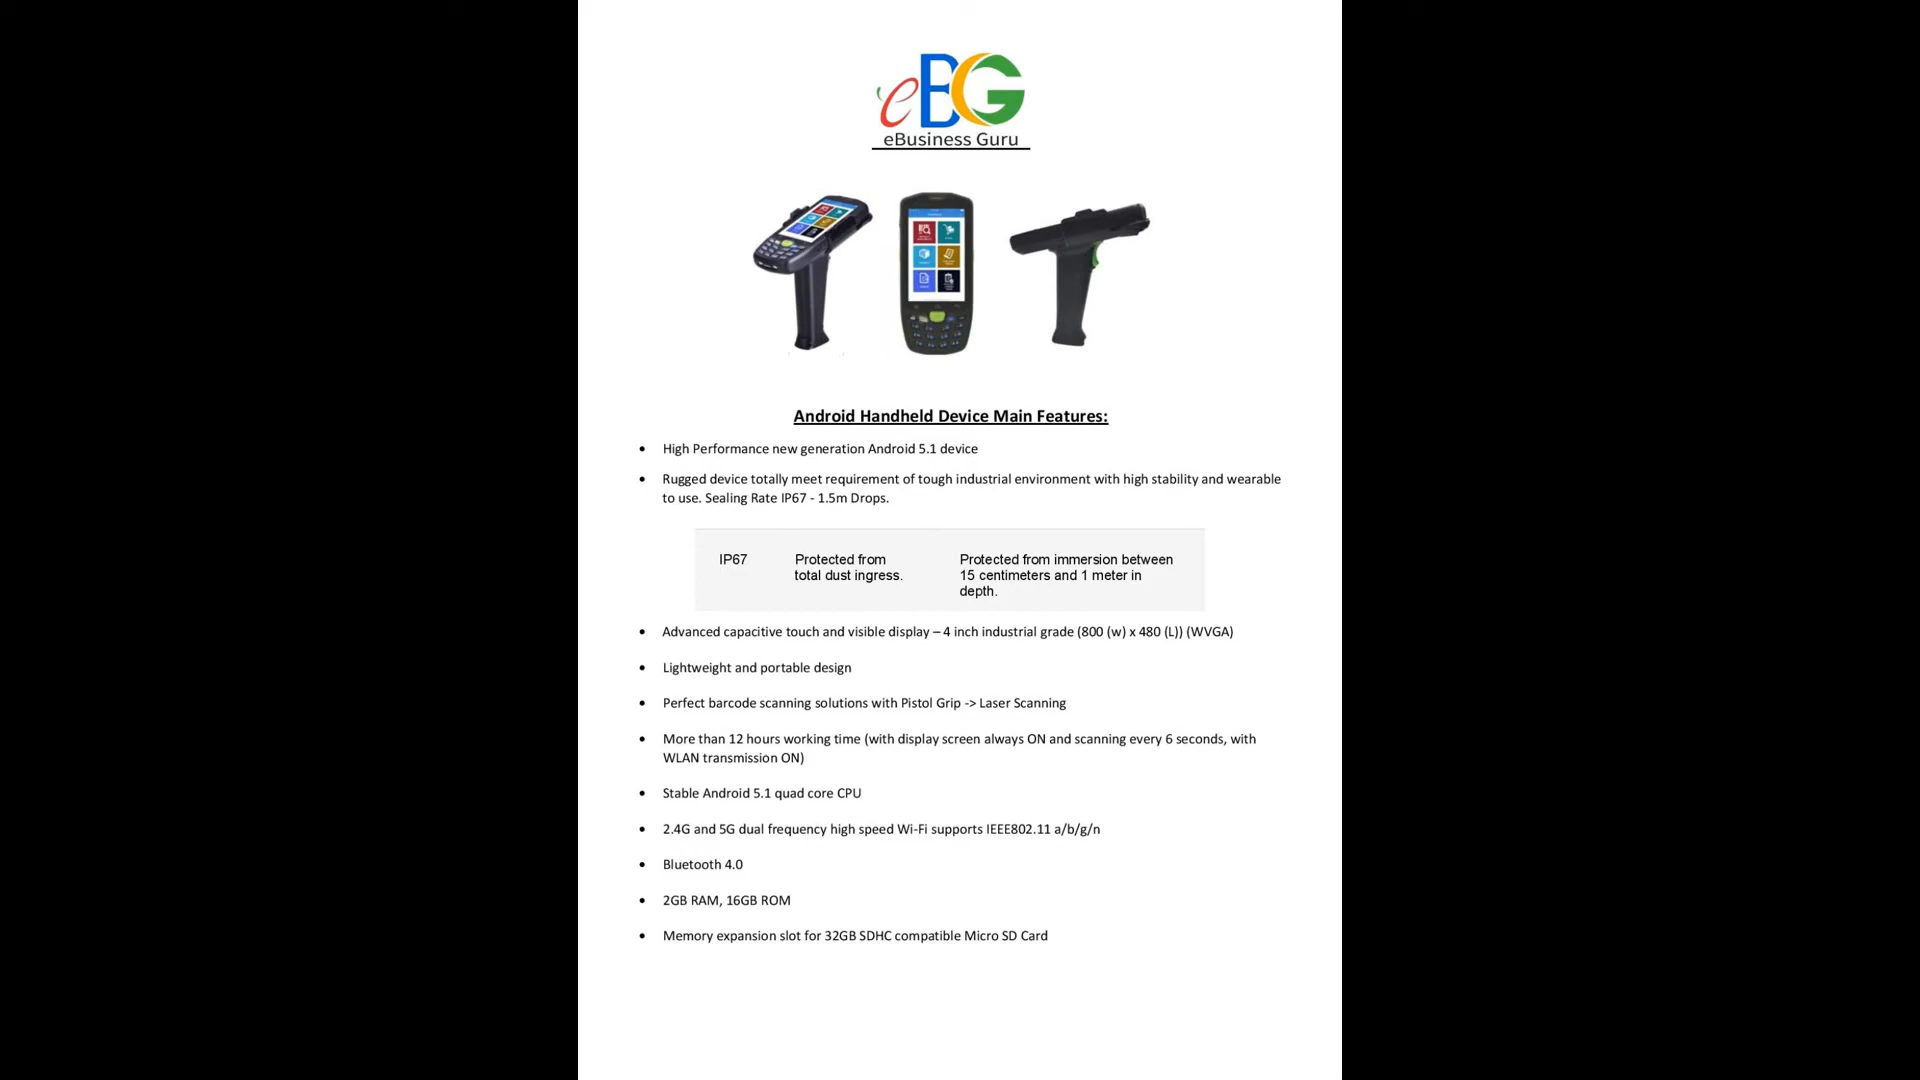 eBG
eBusiness Guru
Android Handheld Device Main Features:
• High Performance new generation Android 5.1 device
• Rugged device totally meet requirement of tough industrial environment with high stability and wearable
to use. Sealing Rate IP67 - 1.5m Drops.
IP67 Protected from total dust ingress. Protected from immersion between 15 centimeters and 1 meter in depth.
• Advanced capacitive touch and visible display – 4 inch industrial grade (800 (w) x 480 (L)) (WVGA)
• Lightweight and portable design
• Perfect barcode scanning solutions with Pistol Grip -> Laser Scanning
• More than 12 hours working time (with display screen always ON and scanning every 6 seconds, with
WLAN transmission ON)
• Stable Android 5.1 quad core CPU
• 2.4G and 5G dual frequency high speed Wi-Fi supports IEEE802.11 a/b/g/n
• Bluetooth 4.0
• 2GB RAM, 16GB ROM
• Memory expansion slot for 32GB SDHC compatible Micro SD Card